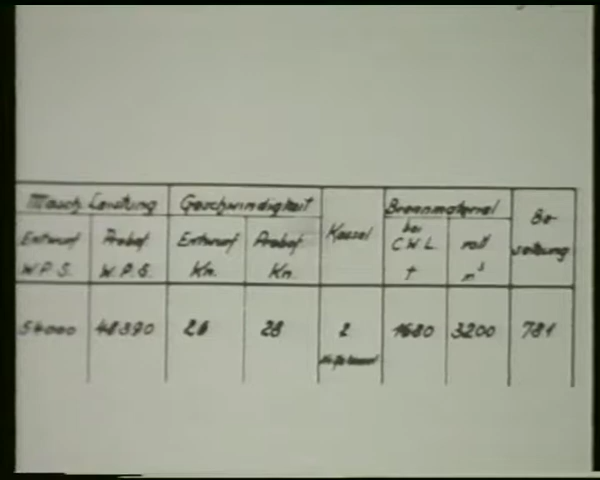 Masch. Leistung Geschwindigkeit Kessel Brennmaterial Be-
satzung
Entwurf Probef. Entwurf Probef. bei C.W.L. voll
W.P.S. W.P.S. Kn. Kn. t m³
54000 48390 26 28 2 1680 3200 781